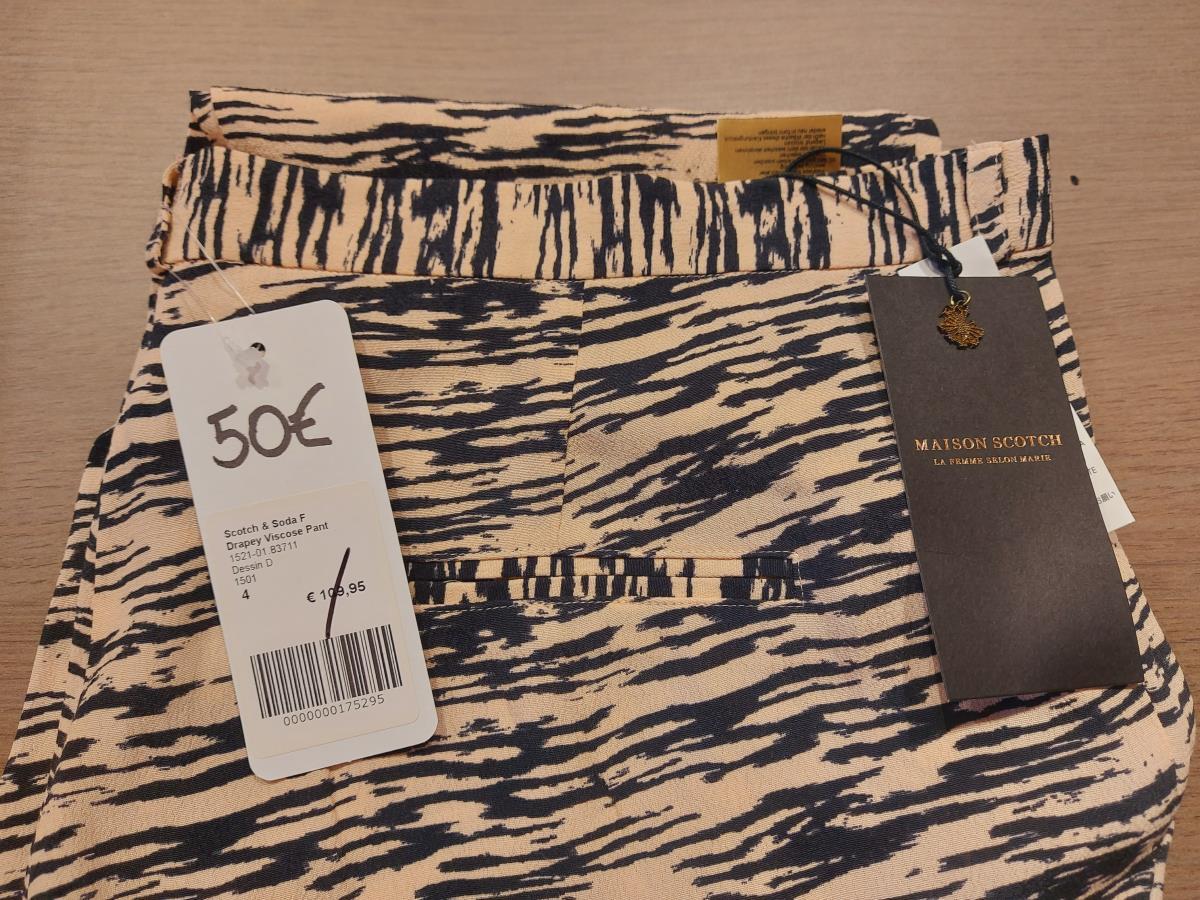 50€
Scotch & Soda F
Drapey Viscose Pant
1521-01.83711
Dessin D
1501
4
€ 109,95
0000000175295
MAISON SCOTCH
LA FEMME SELON MARIE